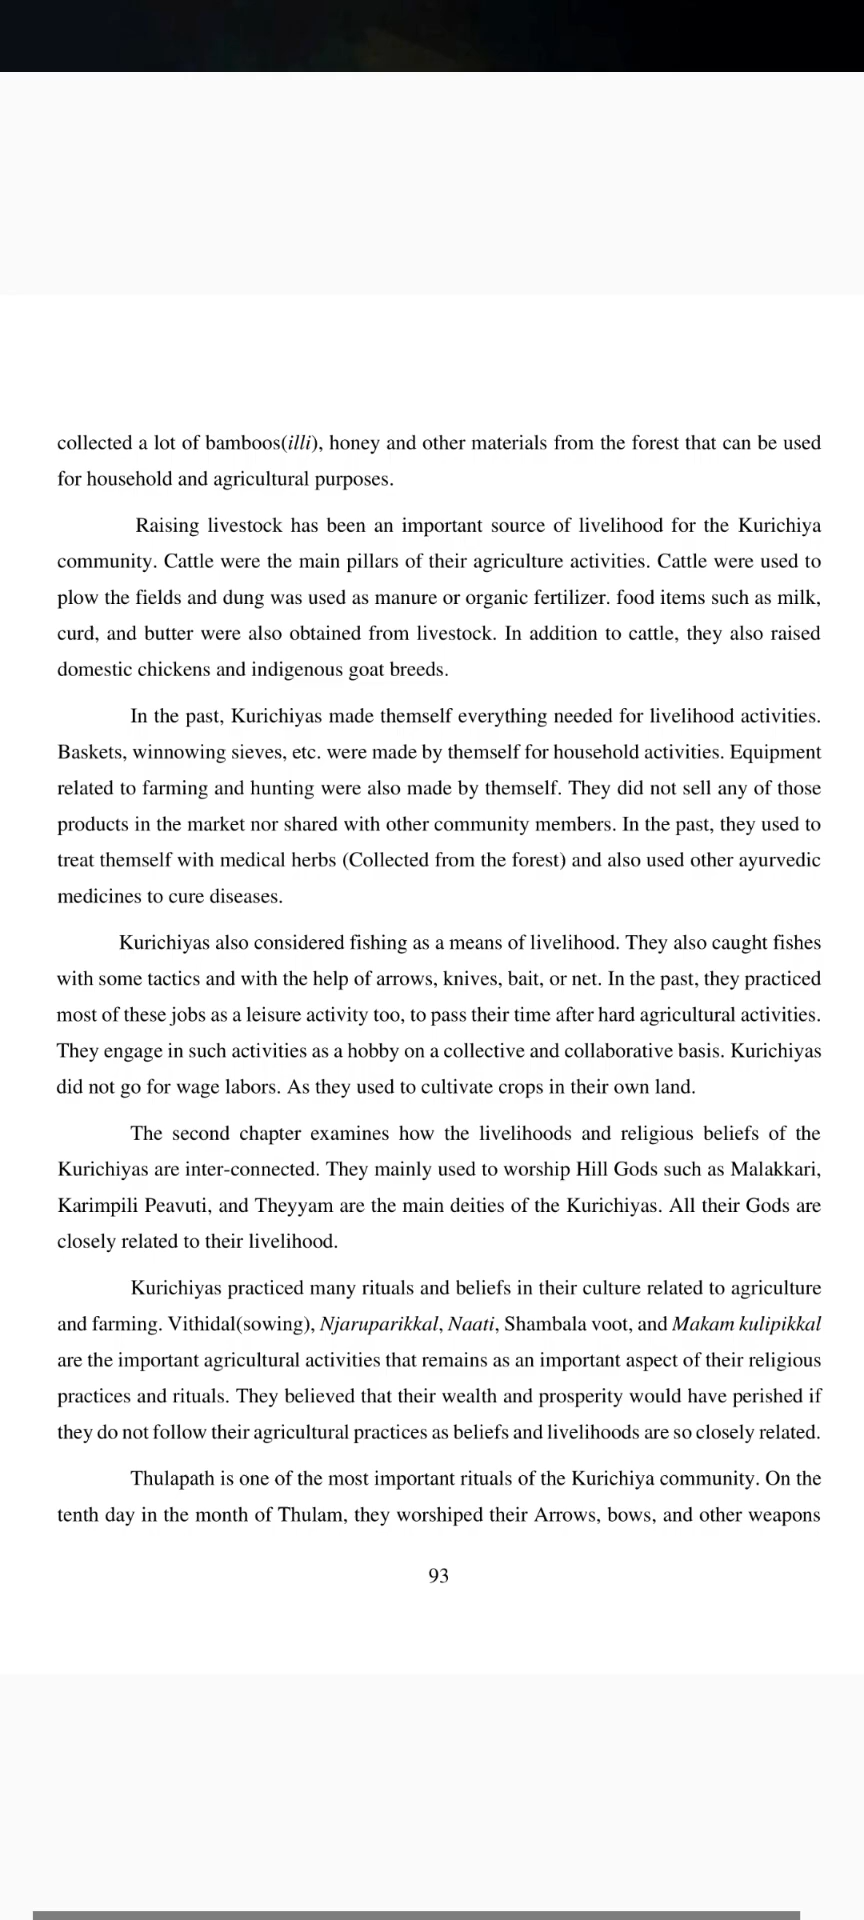 collected a lot of bamboos(illi), honey and other materials from the forest that can be used
for household and agricultural purposes.
Raising livestock has been an important source of livelihood for the Kurichiya
community. Cattle were the main pillars of their agriculture activities. Cattle were used to
plow the fields and dung was used as manure or organic fertilizer. food items such as milk,
curd, and butter were also obtained from livestock. In addition to cattle, they also raised
domestic chickens and indigenous goat breeds.
In the past, Kurichiyas made themself everything needed for livelihood activities.
Baskets, winnowing sieves, etc. were made by themself for household activities. Equipment
related to farming and hunting were also made by themself. They did not sell any of those
products in the market nor shared with other community members. In the past, they used to
treat themself with medical herbs (Collected from the forest) and also used other ayurvedic
medicines to cure diseases.
Kurichiyas also considered fishing as a means of livelihood. They also caught fishes
with some tactics and with the help of arrows, knives, bait, or net. In the past, they practiced
most of these jobs as a leisure activity too, to pass their time after hard agricultural activities.
They engage in such activities as a hobby on a collective and collaborative basis. Kurichiyas
did not go for wage labors. As they used to cultivate crops in their own land.
The second chapter examines how the livelihoods and religious beliefs of the
Kurichiyas are inter-connected. They mainly used to worship Hill Gods such as Malakkari,
Karimpili Peavuti, and Theyyam are the main deities of the Kurichiyas. All their Gods are
closely related to their livelihood.
Kurichiyas practiced many rituals and beliefs in their culture related to agriculture
and farming. Vithidal(sowing), Njaruparikkal, Naati, Shambala voot, and Makam kulipikkal
are the important agricultural activities that remains as an important aspect of their religious
practices and rituals. They believed that their wealth and prosperity would have perished if
they do not follow their agricultural practices as beliefs and livelihoods are so closely related.
Thulapath is one of the most important rituals of the Kurichiya community. On the
tenth day in the month of Thulam, they worshiped their Arrows, bows, and other weapons
93